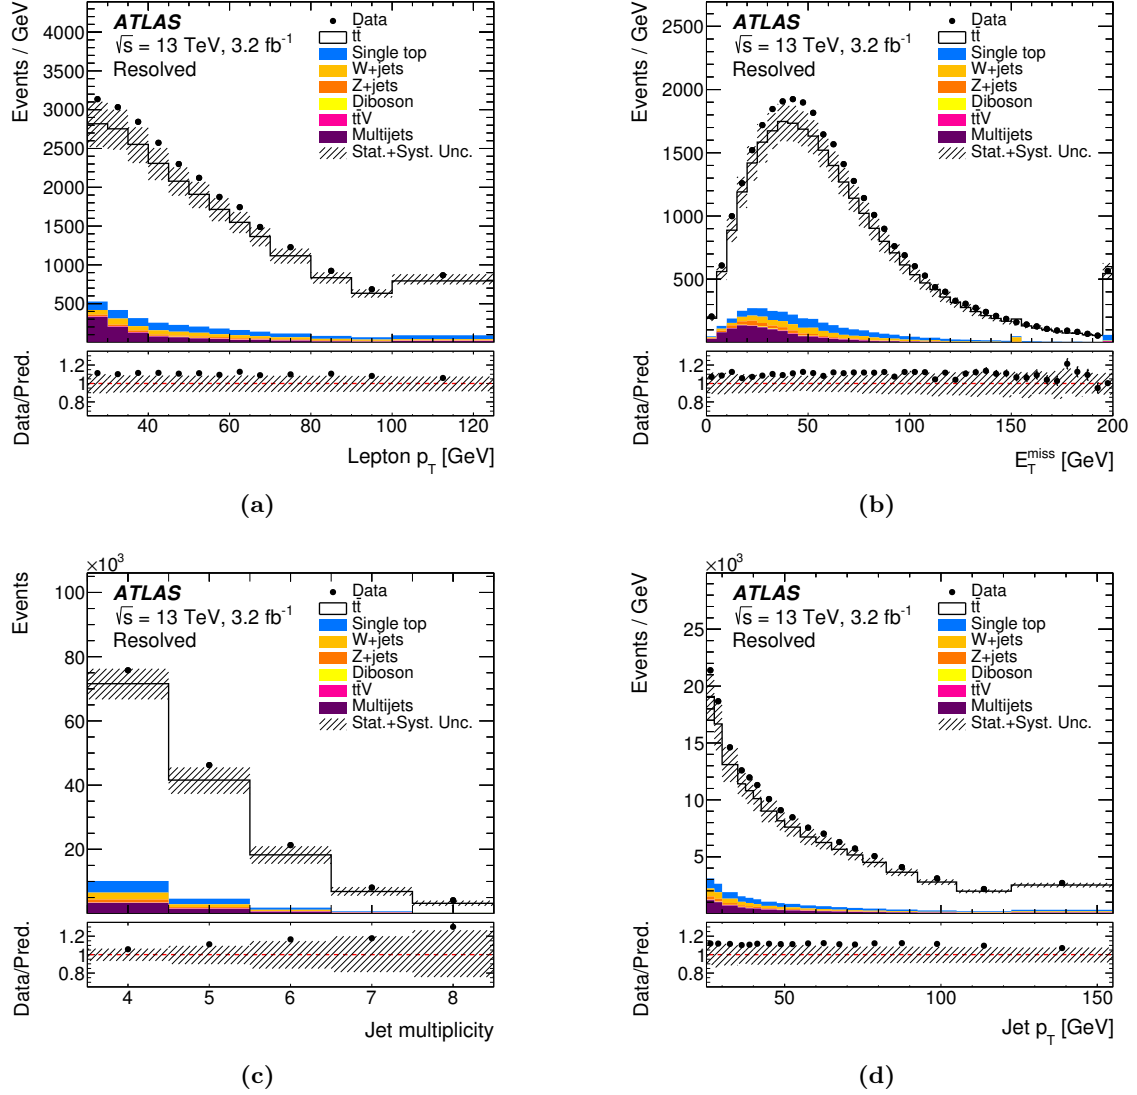 ATLAS
√s = 13 TeV, 3.2 fb⁻¹
Resolved
Data
tt̄
Single top
W+jets
Z+jets
Diboson
tt̄V
Multijets
Stat.+Syst. Unc.
Events / GeV
4000
3500
3000
2500
2000
1500
1000
500
Data/Pred.
1.2
1
0.8
40 60 80 100 120
Lepton p_T [GeV]
(a)
ATLAS
√s = 13 TeV, 3.2 fb⁻¹
Resolved
Data
tt̄
Single top
W+jets
Z+jets
Diboson
tt̄V
Multijets
Stat.+Syst. Unc.
Events / GeV
2500
2000
1500
1000
500
Data/Pred.
1.2
1
0.8
0 50 100 150 200
E_T^miss [GeV]
(b)
×10³
ATLAS
√s = 13 TeV, 3.2 fb⁻¹
Resolved
Data
tt̄
Single top
W+jets
Z+jets
Diboson
tt̄V
Multijets
Stat.+Syst. Unc.
Events
100
80
60
40
20
Data/Pred.
1.2
1
0.8
4 5 6 7 8
Jet multiplicity
(c)
×10³
ATLAS
√s = 13 TeV, 3.2 fb⁻¹
Resolved
Data
tt̄
Single top
W+jets
Z+jets
Diboson
tt̄V
Multijets
Stat.+Syst. Unc.
Events / GeV
25
20
15
10
5
Data/Pred.
1.2
1
0.8
50 100 150
Jet p_T [GeV]
(d)